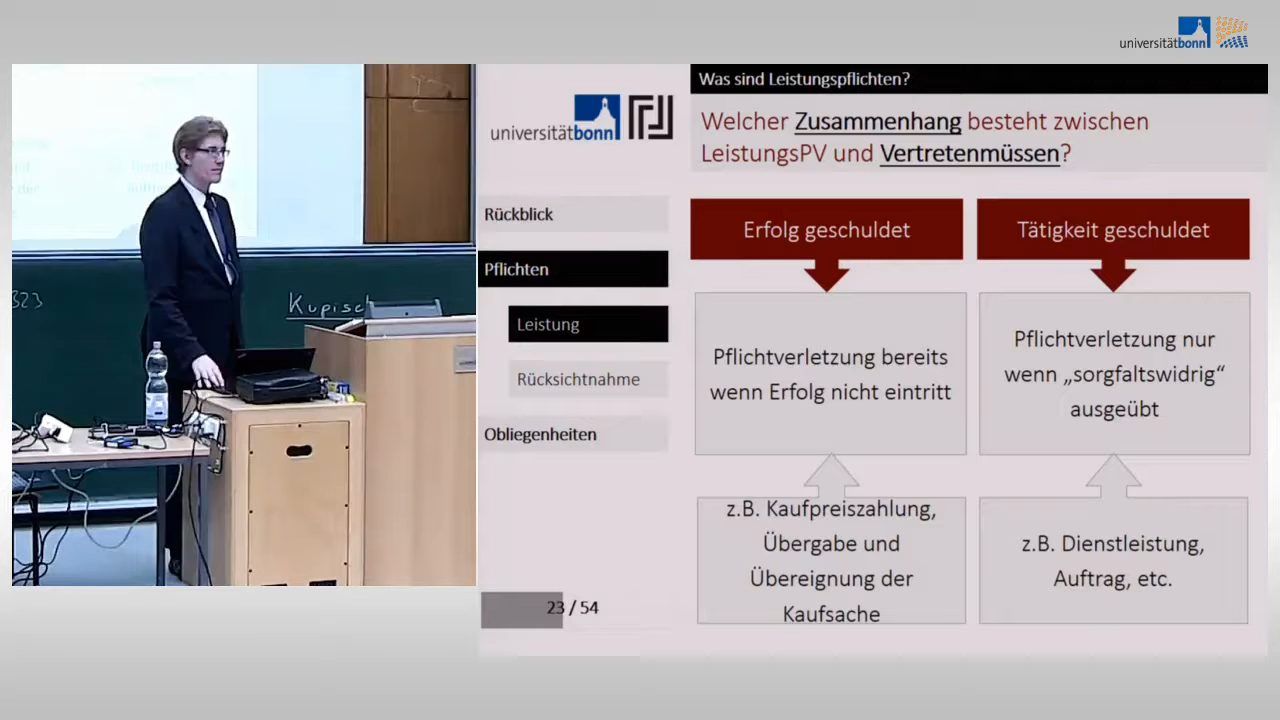 universitätbonn
323
Kupisch
universitätbonn
Rückblick
Pflichten
Leistung
Rücksichtnahme
Obliegenheiten
23 / 54
Was sind Leistungspflichten?
Welcher Zusammenhang besteht zwischen
LeistungsPV und Vertretenmüssen?
Erfolg geschuldet
Pflichtverletzung bereits
wenn Erfolg nicht eintritt
z.B. Kaufpreiszahlung,
Übergabe und
Übereignung der
Kaufsache
Tätigkeit geschuldet
Pflichtverletzung nur
wenn „sorgfaltswidrig“
ausgeübt
z.B. Dienstleistung,
Auftrag, etc.